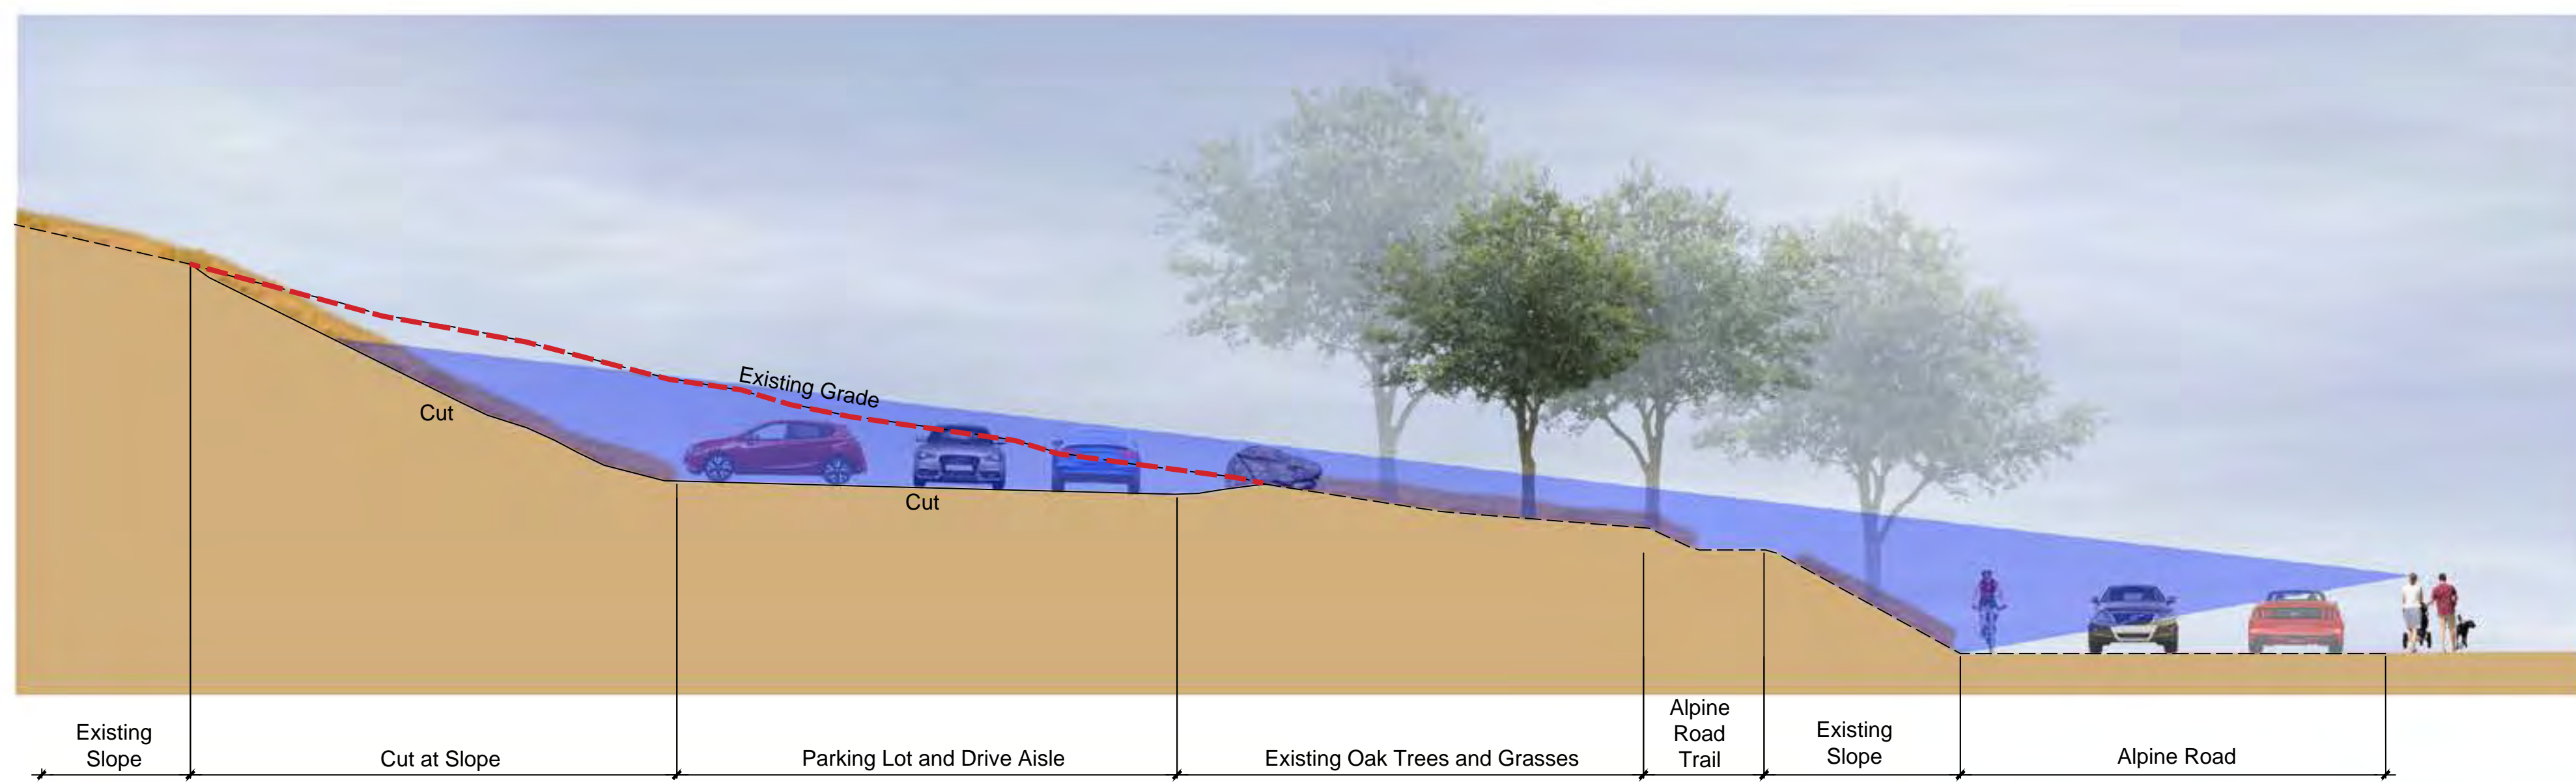 Existing Grade
Cut
Cut
Existing
Slope
Cut at Slope
Parking Lot and Drive Aisle
Existing Oak Trees and Grasses
Alpine
Road
Trail
Existing
Slope
Alpine Road